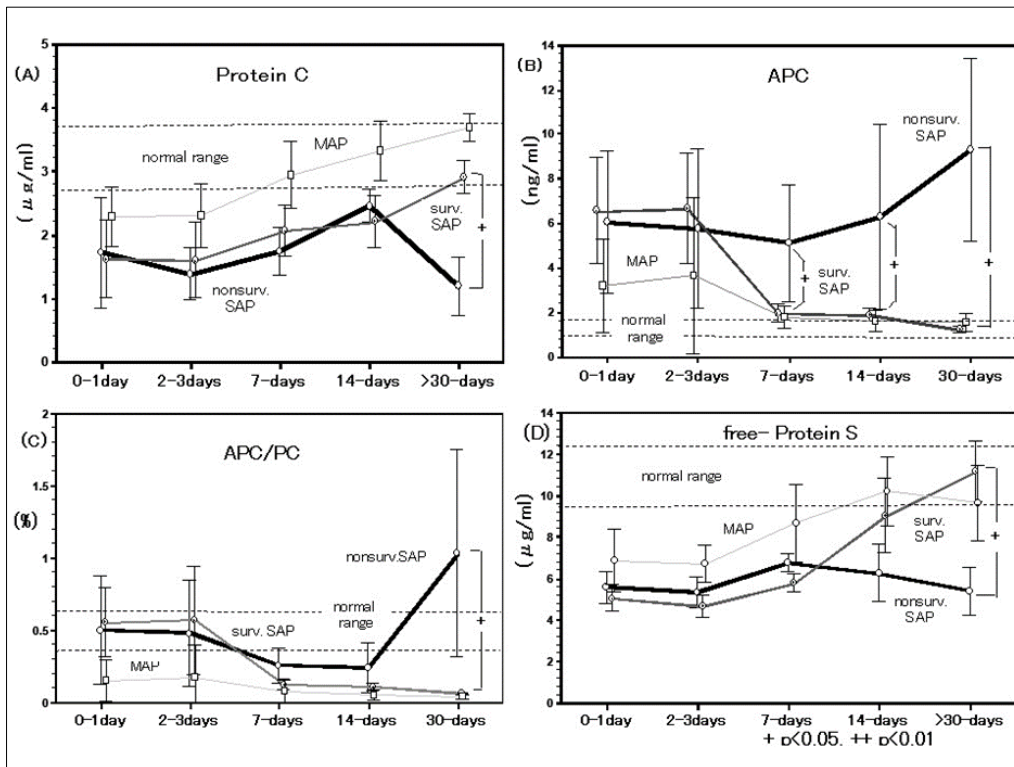 (A) Protein C
5
4
3
2
1
0
(μg/ml)
normal range
MAP
surv.
SAP
+
nonsurv.
SAP
0-1day 2-3days 7-days 14-days >30-days
(B) APC
14
12
10
8
6
4
2
0
(ng/ml)
nonsurv.
SAP
MAP
surv.
SAP
+ + +
normal
range
0-1day 2-3days 7-days 14-days 30-days
(C) APC/PC
2
1.5
1
0.5
0
(%)
nonsurv.SAP
normal
range
surv. SAP
+
MAP
0-1day 2-3days 7-days 14-days 30-days
(D) free- Protein S
14
12
10
8
6
4
2
0
(μg/ml)
normal range
MAP
surv.
SAP
+
nonsurv.
SAP
0-1day 2-3days 7-days 14-days >30-days
+ p<0.05, ++ p<0.01